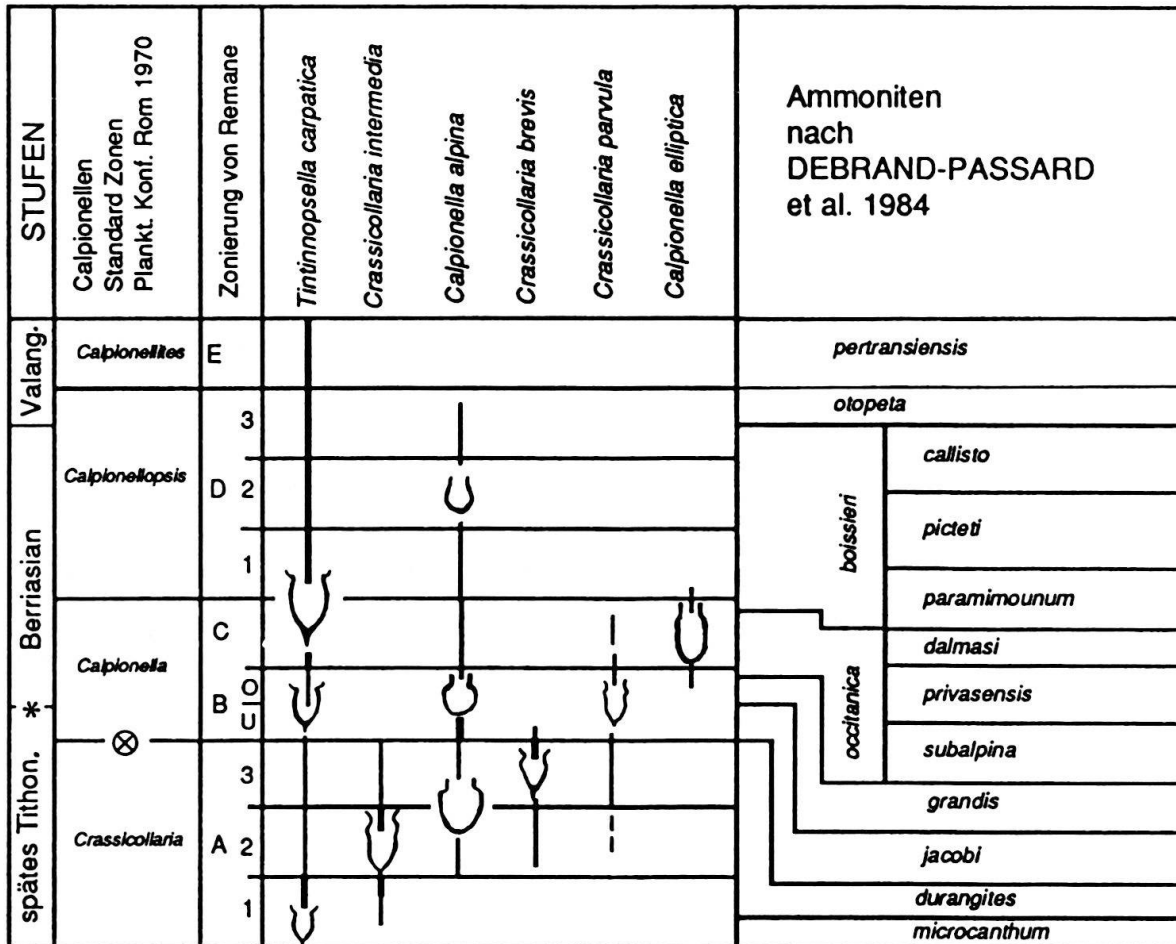 STUFEN
Calpionellen
Standard Zonen
Plankt. Konf. Rom 1970
Zonierung von Remane
Tintinnopsella carpatica
Crassicollaria intermedia
Calpionella alpina
Crassicollaria brevis
Crassicollaria parvula
Calpionella elliptica
Ammoniten
nach
DEBRAND-PASSARD
et al. 1984
Valang.
Berriasian
*
spätes Tithon.
Calpionellites
Calpionellopsis
Calpionella
Crassicollaria
E
3
D 2
1
C
B O
U
3
A 2
1
pertransiensis
otopeta
boissieri
callisto
picteti
paramimounum
occitanica
dalmasi
privasensis
subalpina
grandis
jacobi
durangites
microcanthum